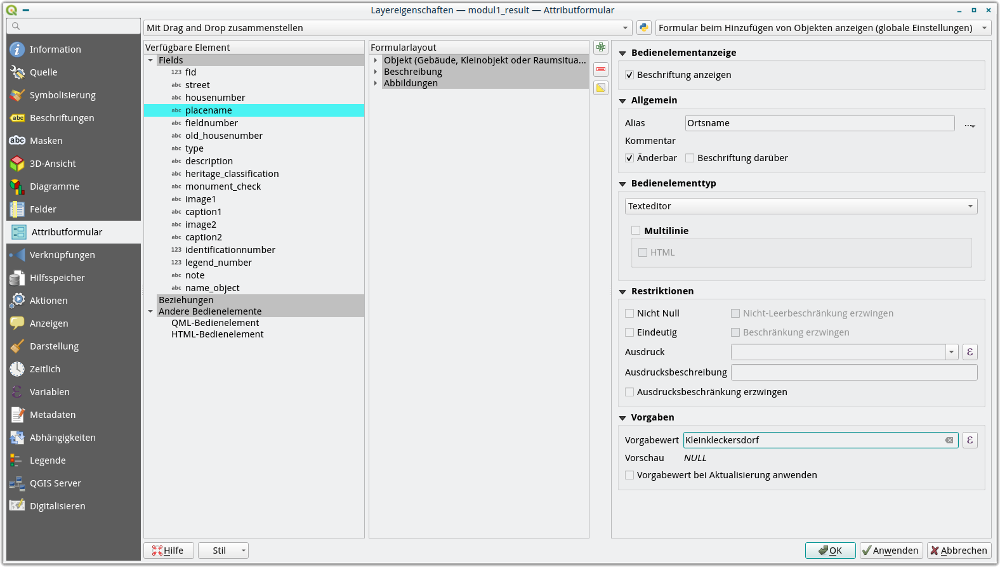 Layereigenschaften — modul1_result — Attributformular
Mit Drag and Drop zusammenstellen
Formular beim Hinzufügen von Objekten anzeigen (globale Einstellungen)
Information
Quelle
Symbolisierung
abc Beschriftungen
abc Masken
3D-Ansicht
Diagramme
Felder
Attributformular
Verknüpfungen
Hilfsspeicher
Aktionen
Anzeigen
Darstellung
Zeitlich
ε Variablen
Metadaten
Abhängigkeiten
Legende
QGIS Server
Digitalisieren
Verfügbare Element
Fields
123 fid
abc street
abc housenumber
abc placename
abc fieldnumber
abc old_housenumber
abc type
abc description
abc heritage_classification
abc monument_check
abc image1
abc caption1
abc image2
abc caption2
123 identificationnumber
123 legend_number
abc note
abc name_object
Beziehungen
Andere Bedienelemente
QML-Bedienelement
HTML-Bedienelement
Formularlayout
Objekt (Gebäude, Kleinobjekt oder Raumsitua...
Beschreibung
Abbildungen
Bedienelementanzeige
Beschriftung anzeigen
Allgemein
Alias Ortsname ...
Kommentar
Änderbar Beschriftung darüber
Bedienelementtyp
Texteditor
Multilinie
HTML
Restriktionen
Nicht Null Nicht-Leerbeschränkung erzwingen
Eindeutig Beschränkung erzwingen
Ausdruck ε
Ausdrucksbeschreibung
Ausdrucksbeschränkung erzwingen
Vorgaben
Vorgabewert Kleinkleckersdorf ε
Vorschau NULL
Vorgabewert bei Aktualisierung anwenden
Hilfe Stil OK Anwenden Abbrechen